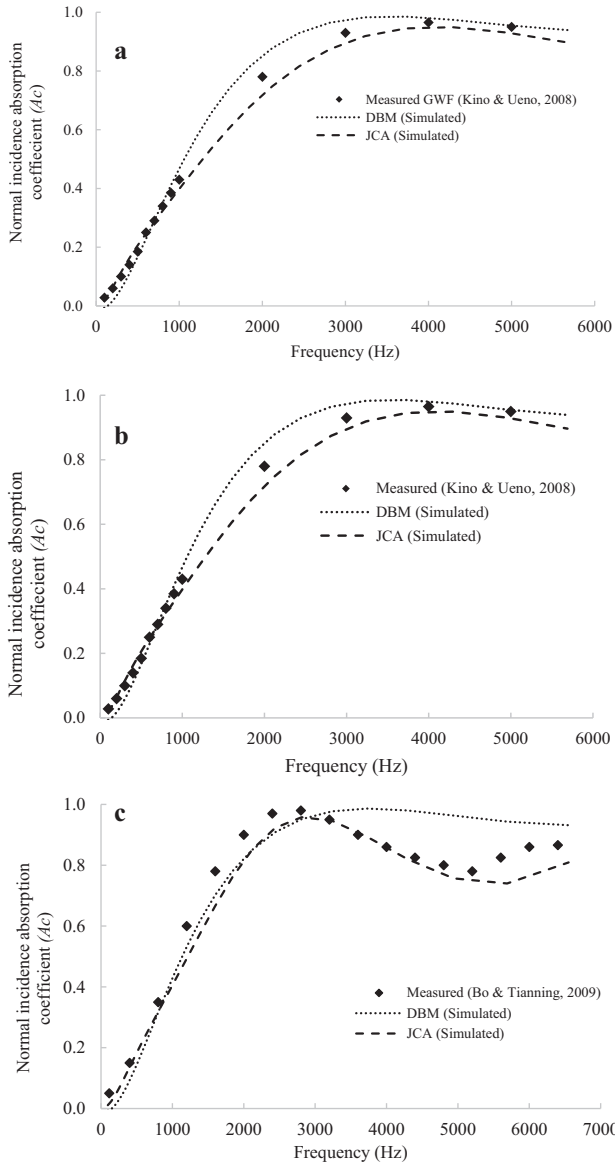 a
1.0
0.8
0.6
0.4
0.2
0.0
Normal incidence absorption
coeffiecient (Ac)
Measured GWF (Kino & Ueno, 2008)
DBM (Simulated)
JCA (Simulated)
0 1000 2000 3000 4000 5000 6000
Frequency (Hz)
b
1.0
0.8
0.6
0.4
0.2
0.0
Normal incidence absorption
coeffiecient (Ac)
Measured (Kino & Ueno, 2008)
DBM (Simulated)
JCA (Simulated)
0 1000 2000 3000 4000 5000 6000
Frequency (Hz)
c
1.0
0.8
0.6
0.4
0.2
0.0
Normal incidence absorption
coefficient (Ac)
Measured (Bo & Tianning, 2009)
DBM (Simulated)
JCA (Simulated)
0 1000 2000 3000 4000 5000 6000 7000
Frequency (Hz)